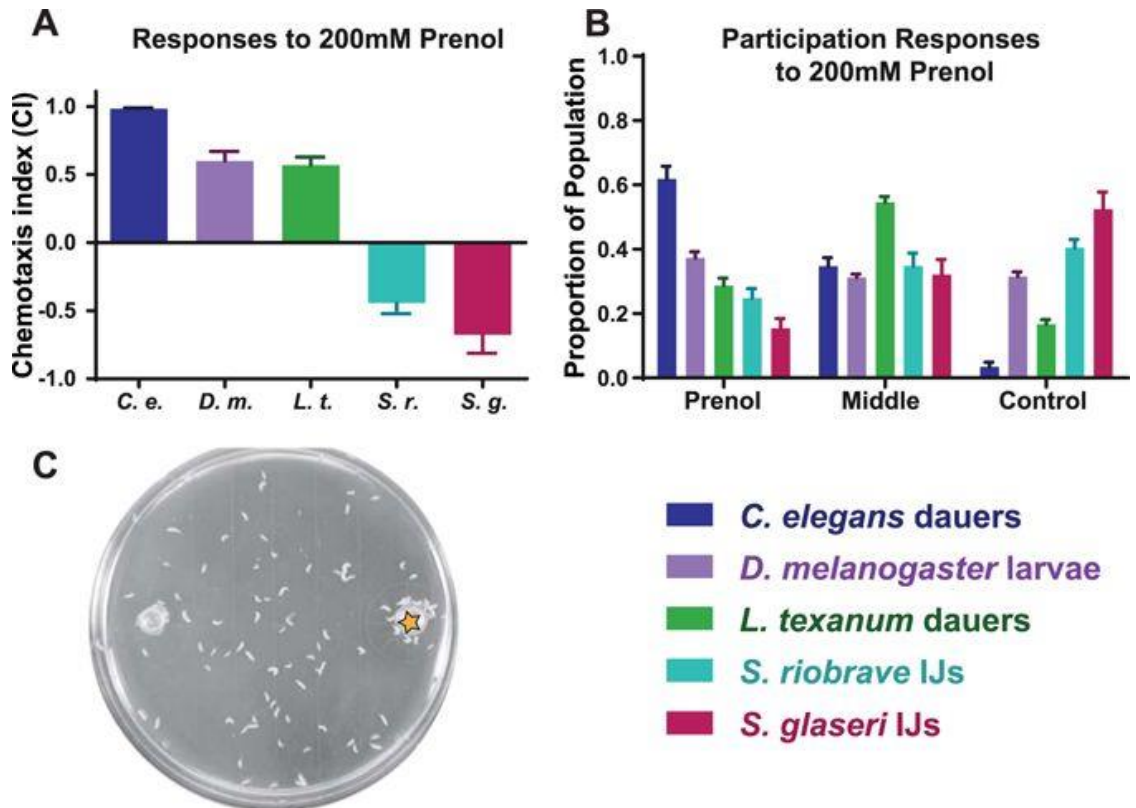 A
Responses to 200mM Prenol
Chemotaxis index (CI)
1.0
0.5
0.0
-0.5
-1.0
C. e.
D. m.
L. t.
S. r.
S. g.
B
Participation Responses
to 200mM Prenol
Proportion of Population
1.0
0.8
0.6
0.4
0.2
0.0
Prenol
Middle
Control
C
C. elegans dauers
D. melanogaster larvae
L. texanum dauers
S. riobrave IJs
S. glaseri IJs